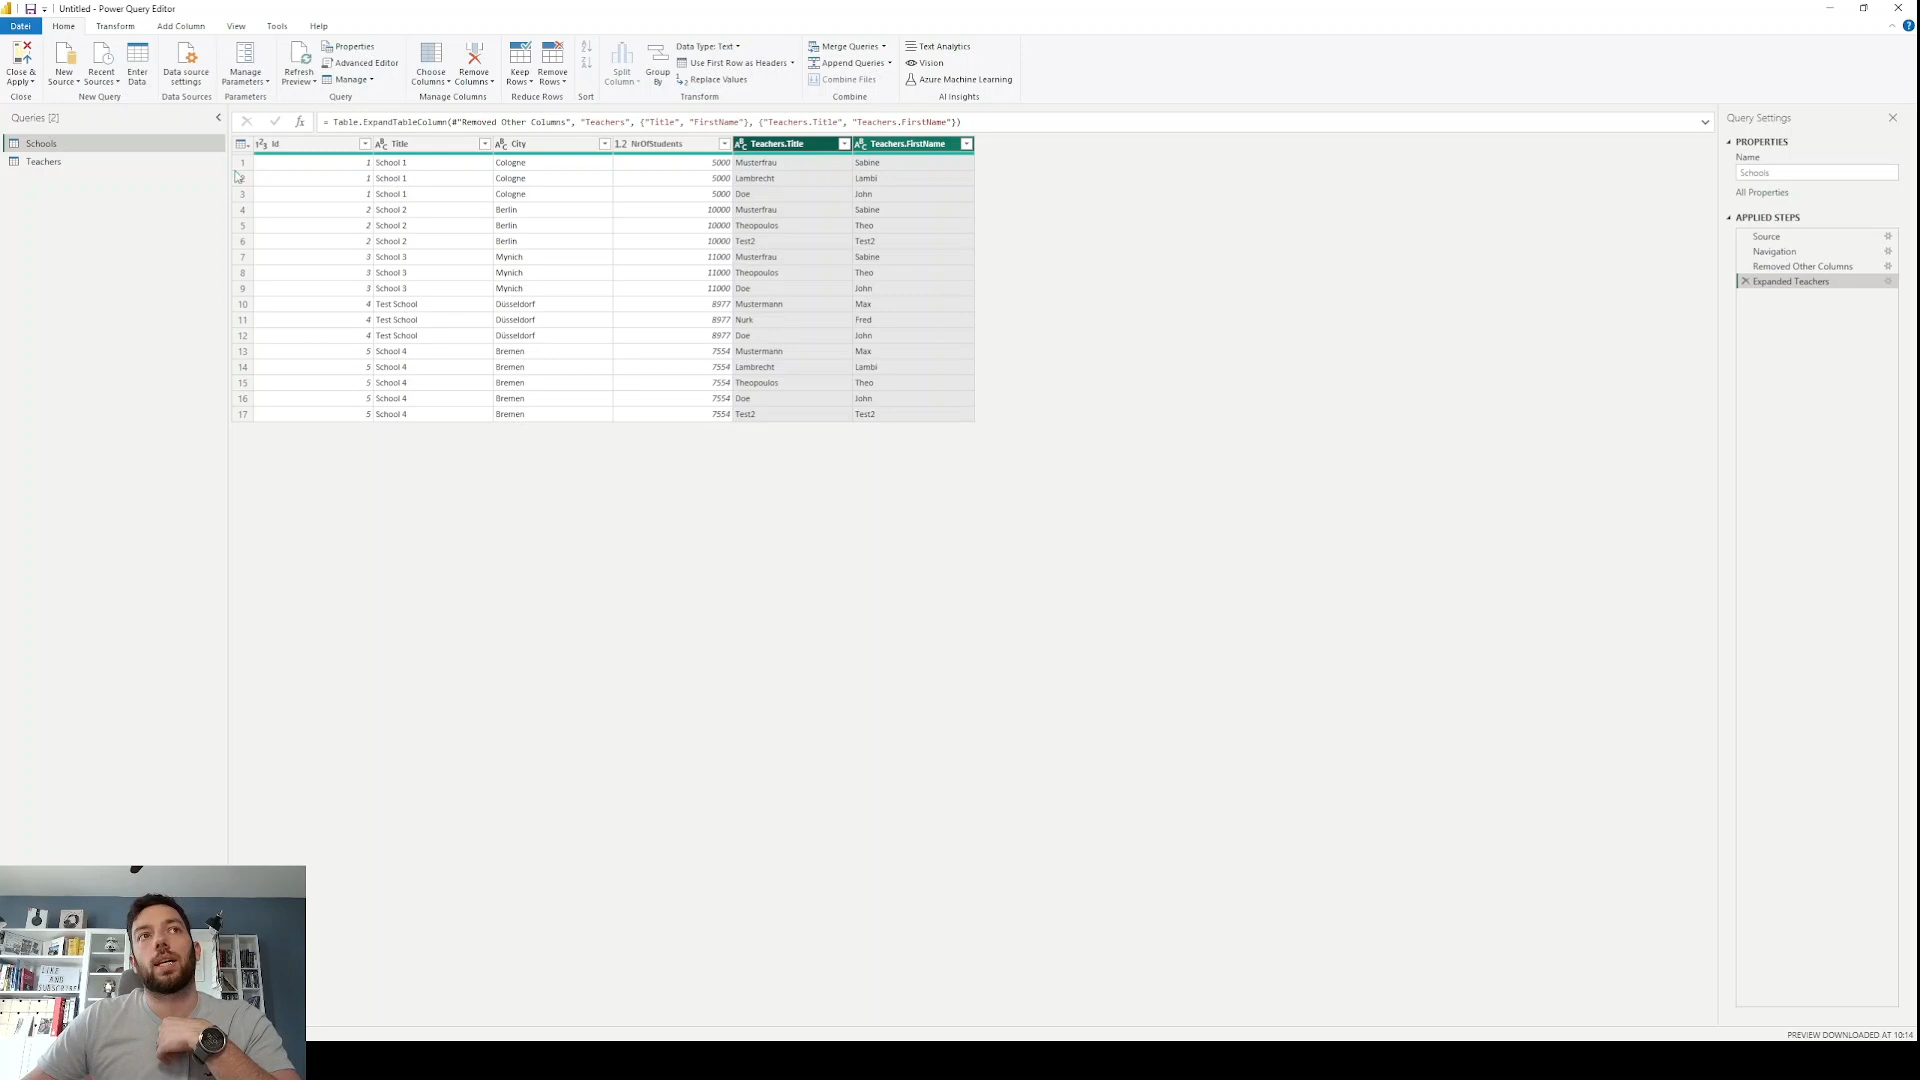 Untitled - Power Query Editor
Datei Home Transform Add Column View Tools Help
Close & Apply
New Source
Recent Sources
Enter Data
Data source settings
Manage Parameters
Refresh Preview
Properties
Advanced Editor
Manage
Choose Columns
Remove Columns
Keep Rows
Remove Rows
Split Column
Group By
Data Type: Text
Use First Row as Headers
Replace Values
Merge Queries
Append Queries
Combine Files
Text Analytics
Vision
Azure Machine Learning
Close New Query Data Sources Parameters Query Manage Columns Reduce Rows Sort Transform Combine AI Insights
Queries [2]
Schools
Teachers
= Table.ExpandTableColumn(#"Removed Other Columns", "Teachers", {"Title", "FirstName"}, {"Teachers.Title", "Teachers.FirstName"})
Id Title City NrOfStudents Teachers.Title Teachers.FirstName
1 1 School 1 Cologne 5000 Musterfrau Sabine
2 1 School 1 Cologne 5000 Lambrecht Lambi
3 1 School 1 Cologne 5000 Doe John
4 2 School 2 Berlin 10000 Musterfrau Sabine
5 2 School 2 Berlin 10000 Theopoulos Theo
6 2 School 2 Berlin 10000 Test2 Test2
7 3 School 3 Mynich 11000 Musterfrau Sabine
8 3 School 3 Mynich 11000 Theopoulos Theo
9 3 School 3 Mynich 11000 Doe John
10 4 Test School Düsseldorf 8977 Mustermann Max
11 4 Test School Düsseldorf 8977 Nurk Fred
12 4 Test School Düsseldorf 8977 Doe John
13 5 School 4 Bremen 7554 Mustermann Max
14 5 School 4 Bremen 7554 Lambrecht Lambi
15 5 School 4 Bremen 7554 Theopoulos Theo
16 5 School 4 Bremen 7554 Doe John
17 5 School 4 Bremen 7554 Test2 Test2
Query Settings
PROPERTIES
Name
Schools
All Properties
APPLIED STEPS
Source
Navigation
Removed Other Columns
Expanded Teachers
LIKE
AND
SUBSCRIBE
PREVIEW DOWNLOADED AT 10:14